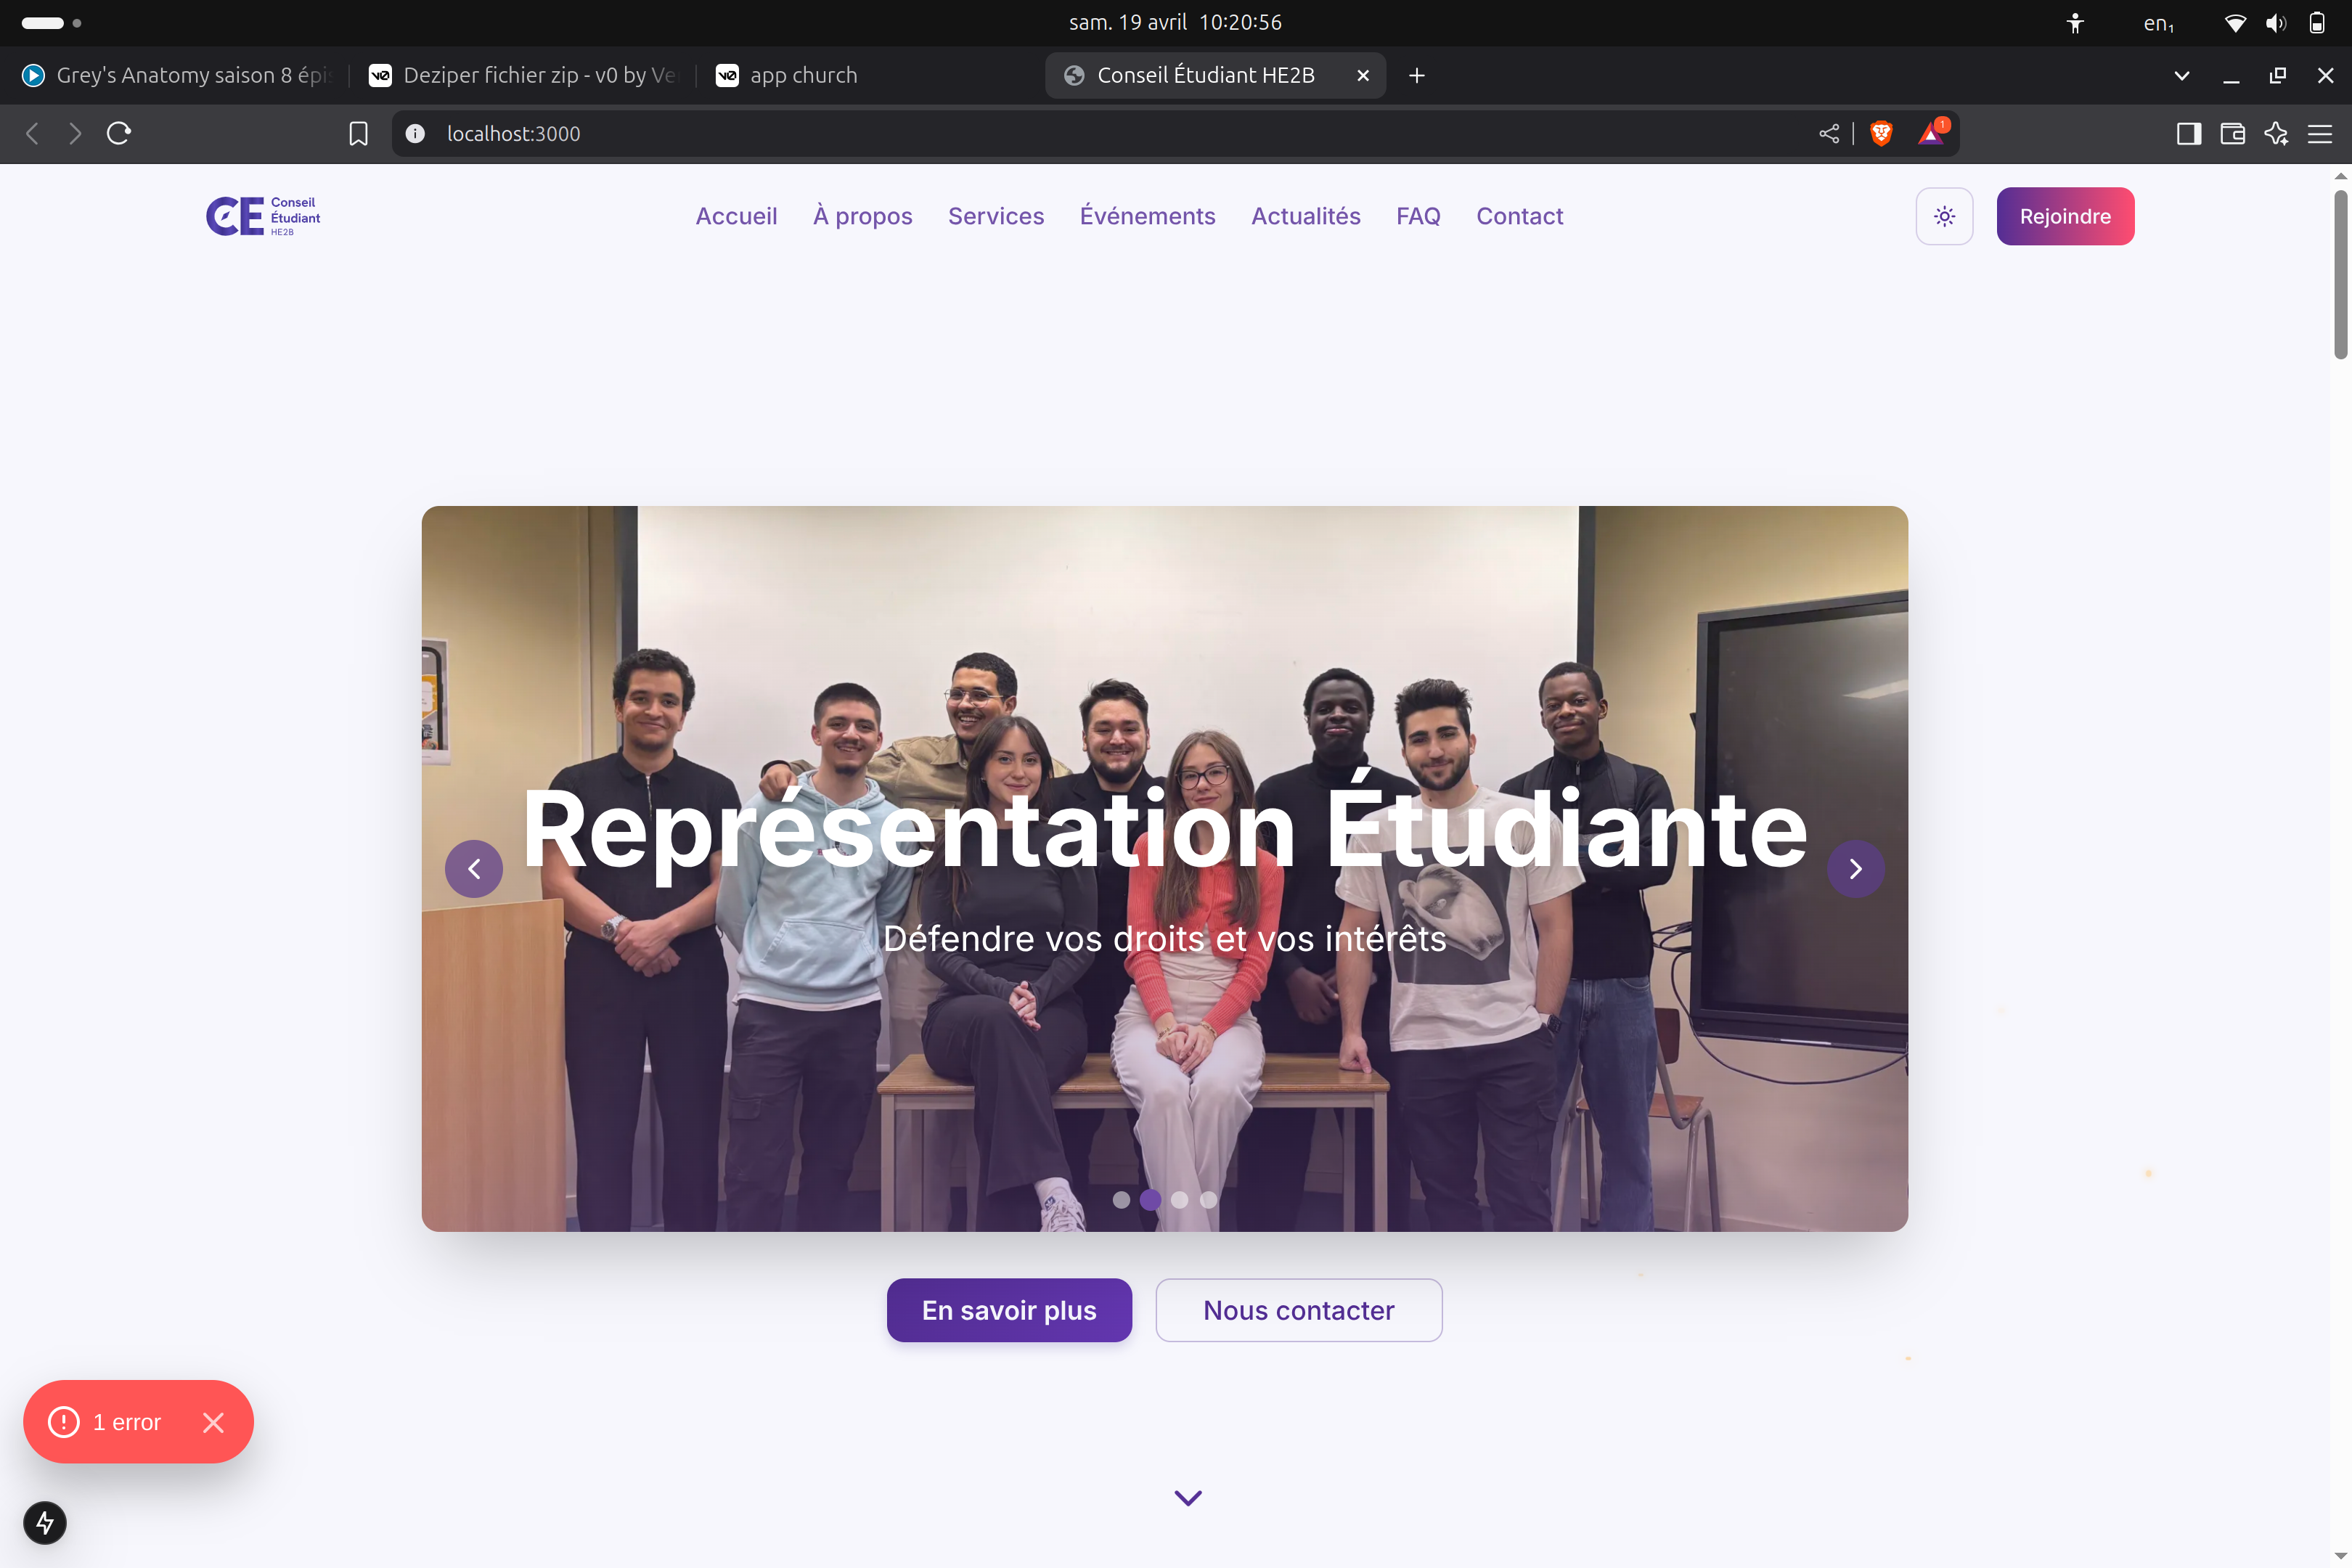 sam. 19 avril 10:20:56
en₁
Grey's Anatomy saison 8 épis
Deziper fichier zip - v0 by Ve
app church
Conseil Étudiant HE2B
localhost:3000
1
CE
Conseil
Étudiant
HE2B
Accueil
À propos
Services
Événements
Actualités
FAQ
Contact
Rejoindre
Représentation Étudiante
Défendre vos droits et vos intérêts
En savoir plus
Nous contacter
1 error